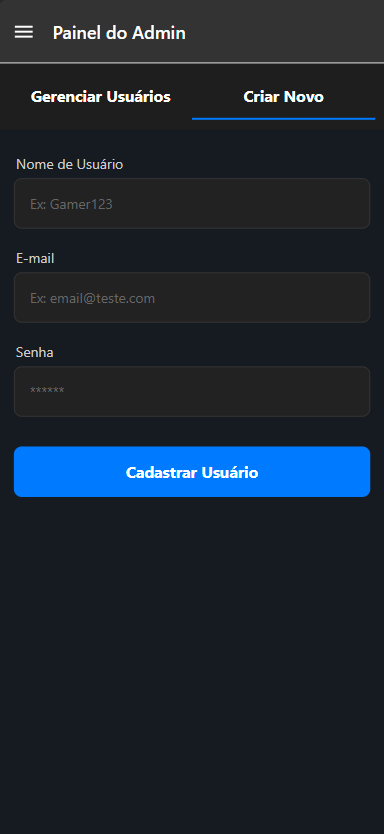 Painel do Admin
Gerenciar Usuários
Criar Novo
Nome de Usuário
Ex: Gamer123
E-mail
Ex: email@teste.com
Senha
******
Cadastrar Usuário